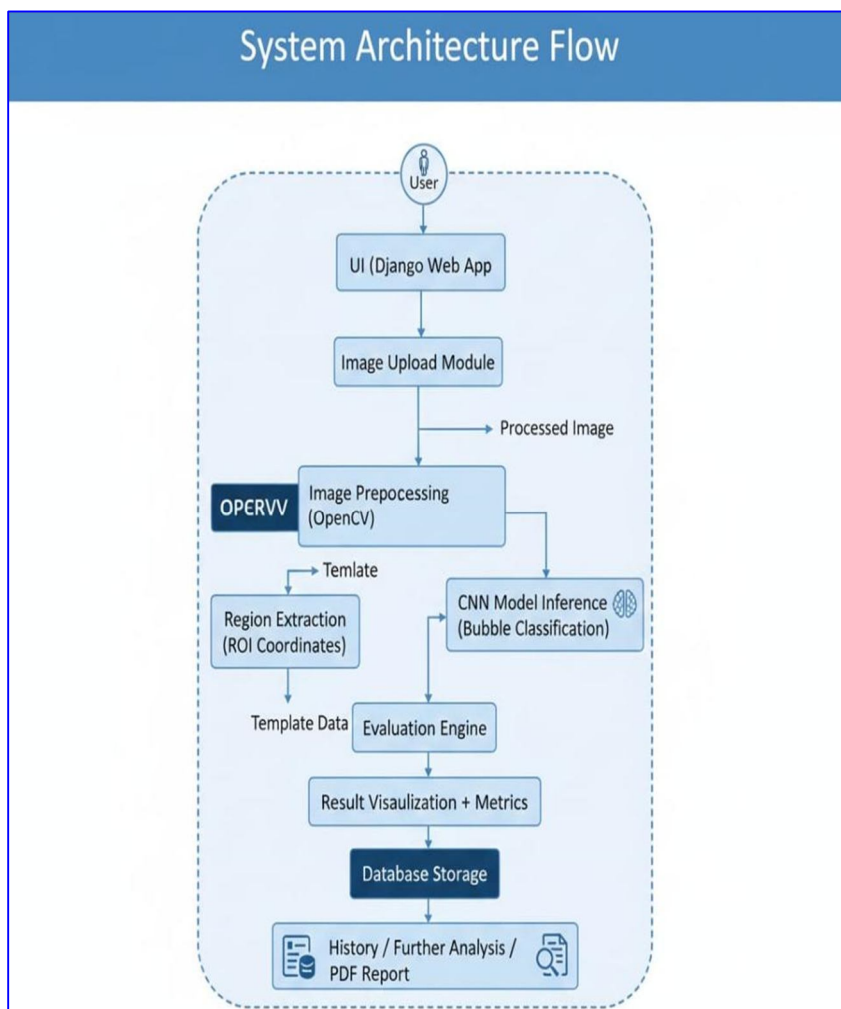 System Architecture Flow
User
UI (Django Web App
Image Upload Module
Processed Image
OPERVV
Image Prepocessing
(OpenCV)
Temlate
Region Extraction
(ROI Coordinates)
CNN Model Inference
(Bubble Classification)
Template Data
Evaluation Engine
Result Visaulization + Metrics
Database Storage
History / Further Analysis /
PDF Report